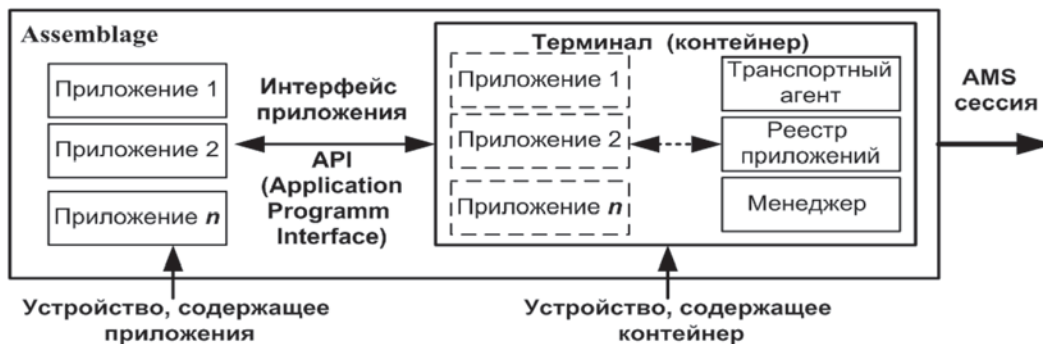 Assemblage
Приложение 1
Приложение 2
Приложение n
Интерфейс
приложения
API
(Application
Programm
Interface)
Терминал (контейнер)
Приложение 1
Приложение 2
Приложение n
Транспортный
агент
Реестр
приложений
Менеджер
AMS
сессия
Устройство, содержащее
приложения
Устройство, содержащее
контейнер